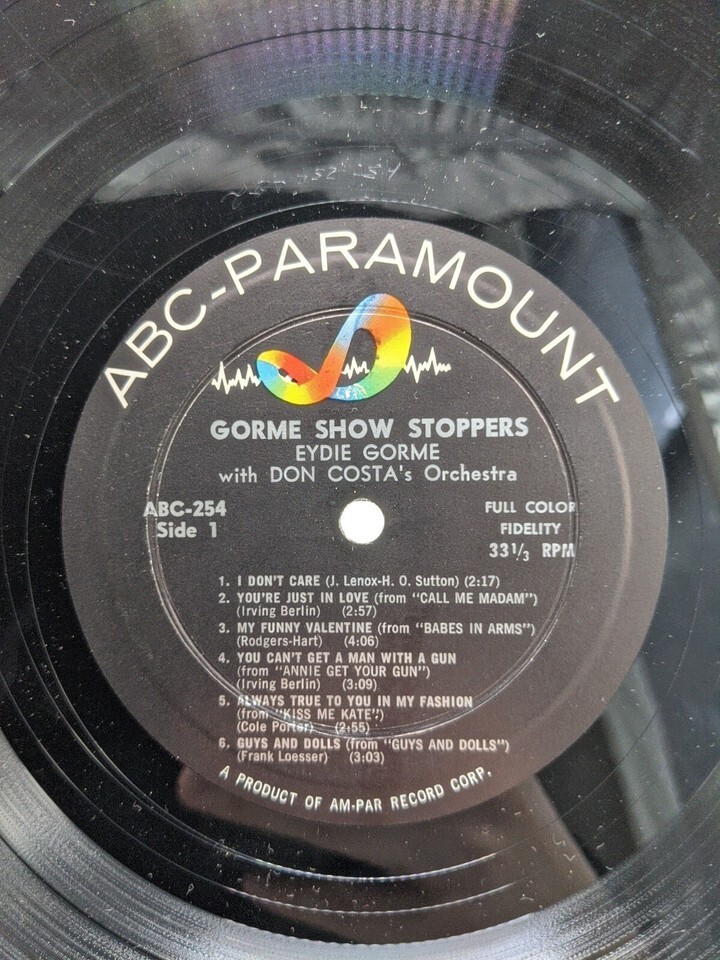 ABC-PARAMOUNT
GORME SHOW STOPPERS
EYDIE GORME
with DON COSTA's Orchestra
ABC-254
Side 1
FULL COLOR
FIDELITY
33 1/3 RPM
1. I DON'T CARE (J. Lenox-H. O. Sutton) (2:17)
2. YOU'RE JUST IN LOVE (from "CALL ME MADAM")
(Irving Berlin) (2:57)
3. MY FUNNY VALENTINE (from "BABES IN ARMS")
(Rodgers-Hart) (4:06)
4. YOU CAN'T GET A MAN WITH A GUN
(from "ANNIE GET YOUR GUN")
(Irving Berlin) (3:09)
5. ALWAYS TRUE TO YOU IN MY FASHION
(from "KISS ME KATE")
(Cole Porter) (2:55)
6. GUYS AND DOLLS (from "GUYS AND DOLLS")
(Frank Loesser) (3:03)
A PRODUCT OF AM-PAR RECORD CORP.